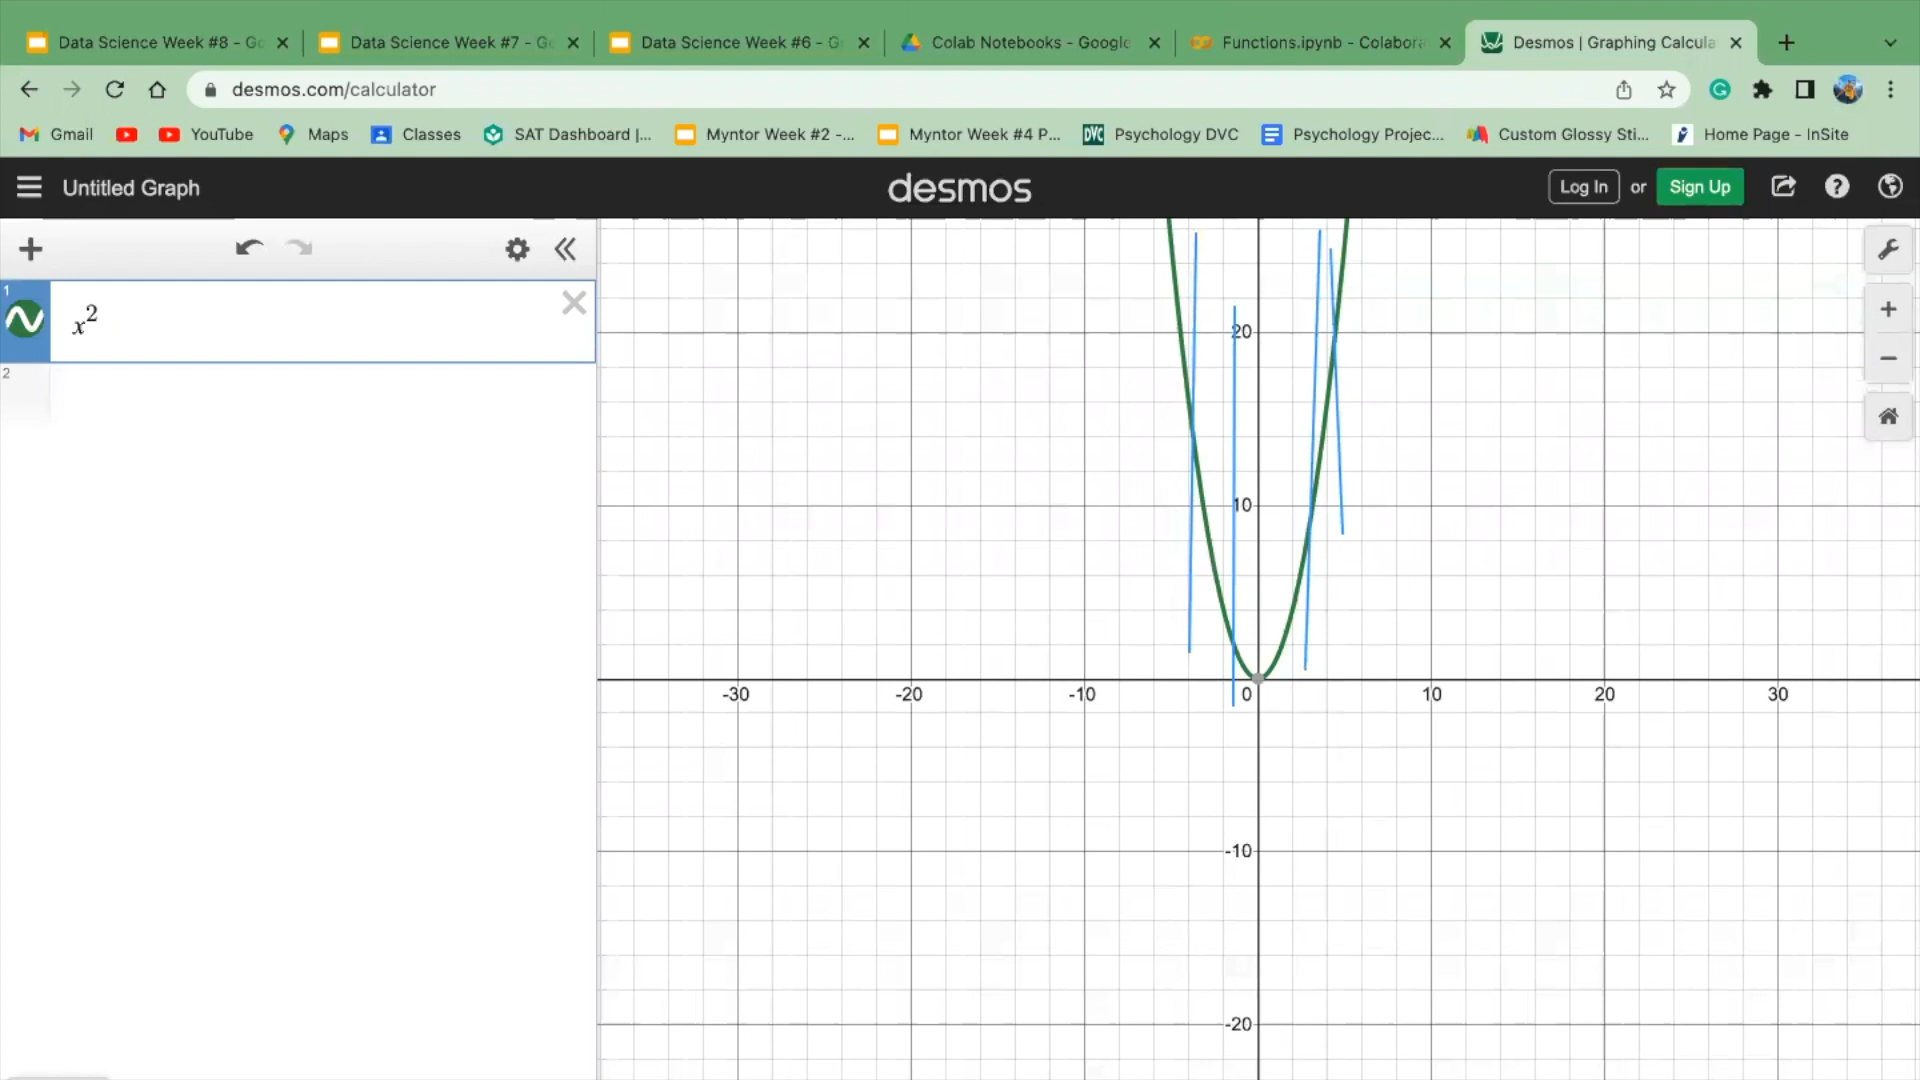 Data Science Week #8 - Go
Data Science Week #7 - Go
Data Science Week #6 - G
Colab Notebooks - Google
Functions.ipynb - Colabora
Desmos | Graphing Calcula
desmos.com/calculator
G
Gmail
YouTube
Maps
Classes
SAT Dashboard |...
Myntor Week #2 -...
Myntor Week #4 P...
DVC
Psychology DVC
Psychology Projec...
Custom Glossy Sti...
Home Page - InSite
Untitled Graph
desmos
Log In
or
Sign Up
?
1
x²
2
20
10
-30
-20
-10
0
10
20
30
-10
-20